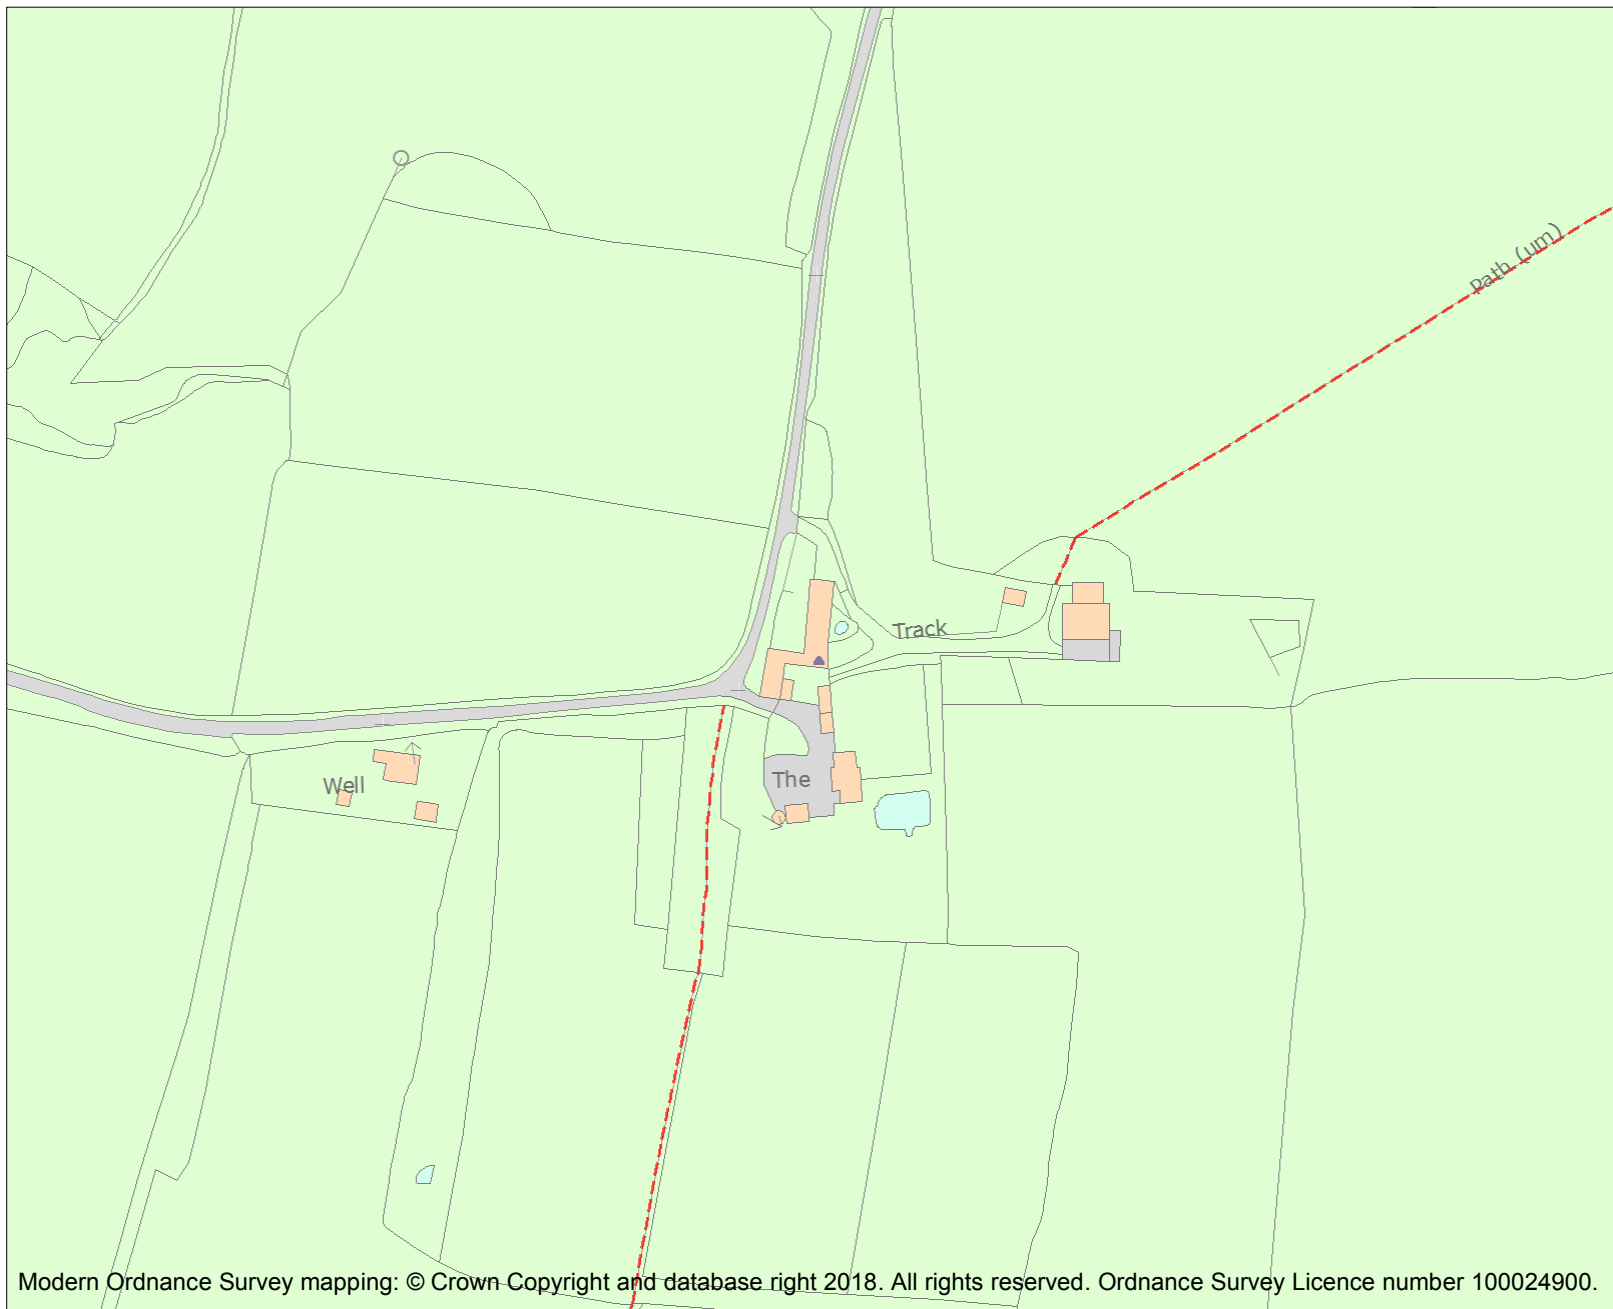 Path (um)
Track
Well
The
Modern Ordnance Survey mapping: © Crown Copyright and database right 2018. All rights reserved. Ordnance Survey Licence number 100024900.